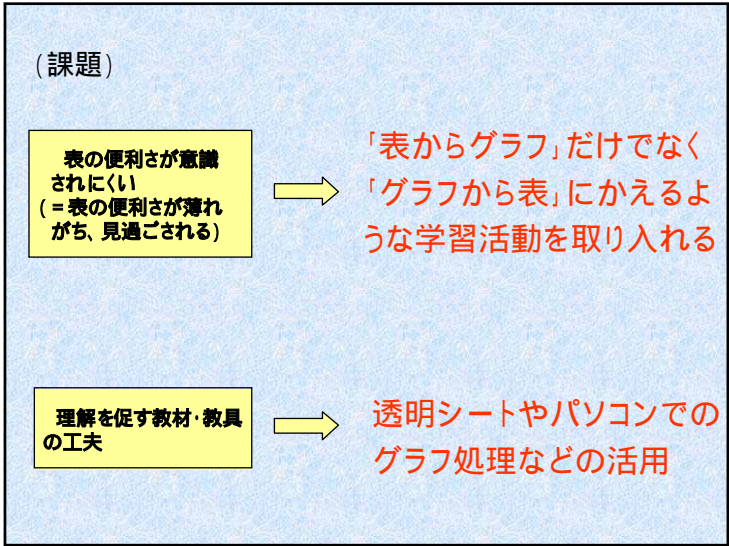 (課題)
表の便利さが意識
されにくい
(=表の便利さが薄れ
がち、見過ごされる)
「表からグラフ」だけでなく
「グラフから表」にかえるよ
うな学習活動を取り入れる
理解を促す教材・教具
の工夫
透明シートやパソコンでの
グラフ処理などの活用